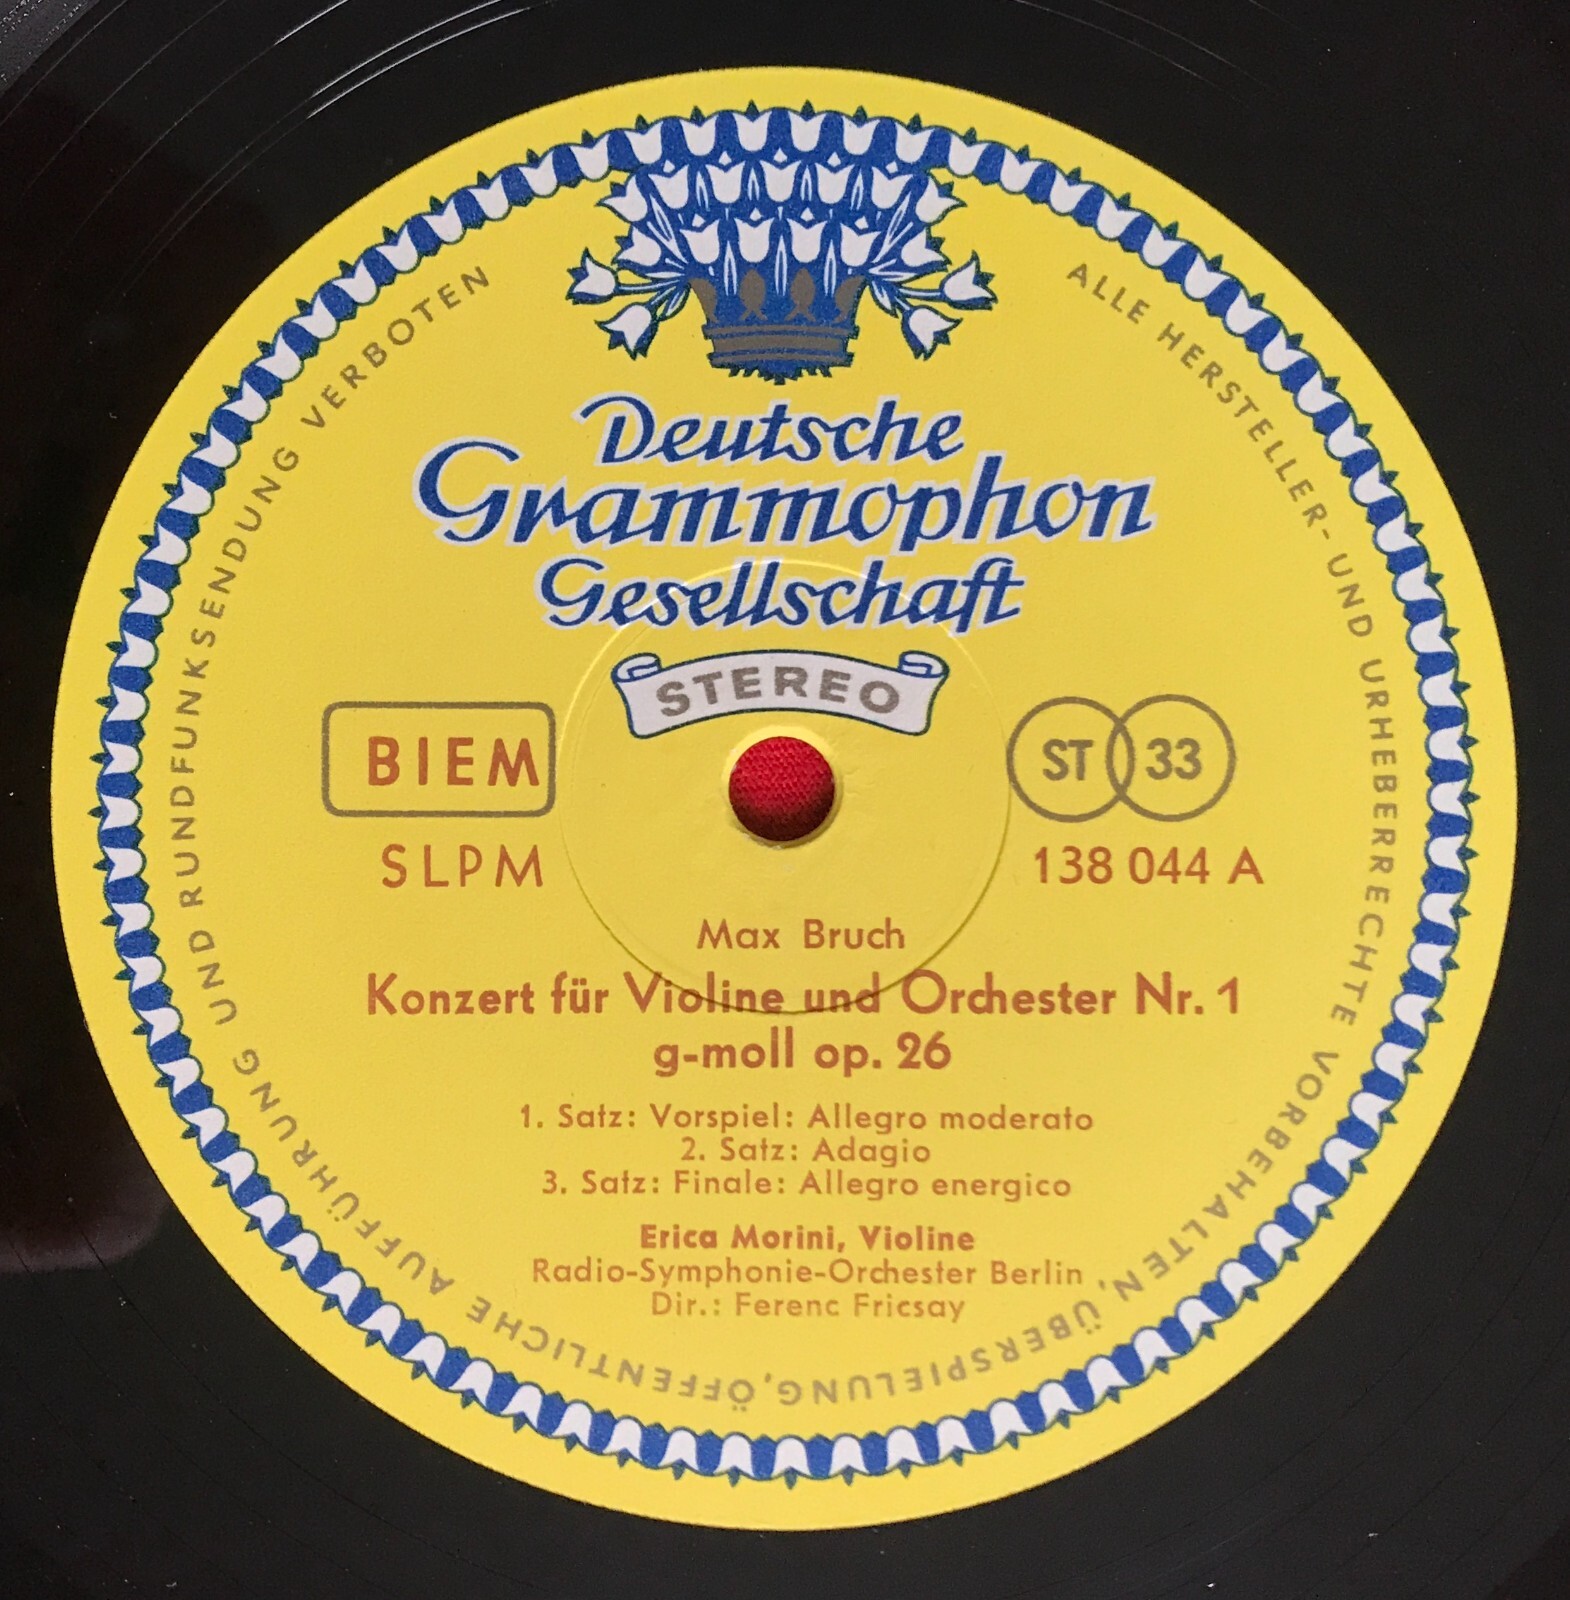 Deutsche
Grammophon
Gesellschaft
STEREO
BIEM
ST 33
SLPM
138 044 A
Max Bruch
Konzert für Violine und Orchester Nr. 1
g-moll op. 26
1. Satz: Vorspiel: Allegro moderato
2. Satz: Adagio
3. Satz: Finale: Allegro energico
Erica Morini, Violine
Radio-Symphonie-Orchester Berlin
Dir.: Ferenc Fricsay
ALLE HERSTELLER- UND URHEBERRECHTE VORBEHALTEN, ÜBERSPIELUNG, ÖFFENTLICHE AUFFÜHRUNG UND RUNDFUNKSENDUNG VERBOTEN